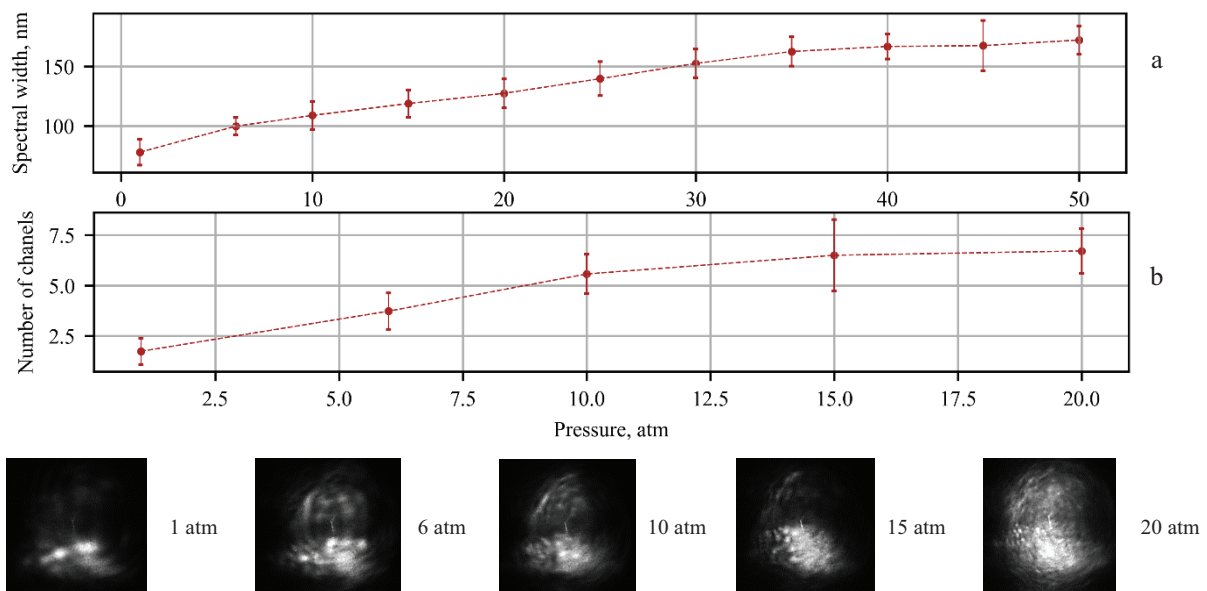 Spectral width, nm
150
100
a
0 10 20 30 40 50
Number of chanels
7.5
5.0
2.5
b
2.5 5.0 7.5 10.0 12.5 15.0 17.5 20.0
Pressure, atm
1 atm 6 atm 10 atm 15 atm 20 atm